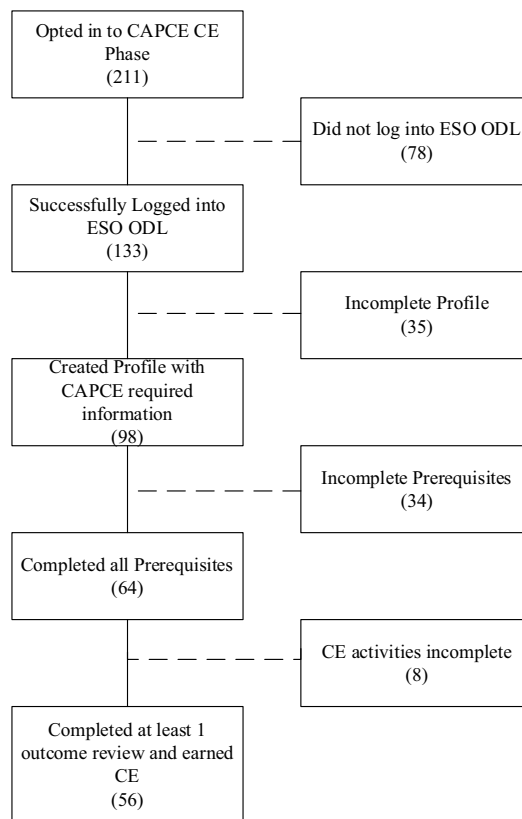 Opted in to CAPCE CE
Phase
(211)
Did not log into ESO ODL
(78)
Successfully Logged into
ESO ODL
(133)
Incomplete Profile
(35)
Created Profile with
CAPCE required
information
(98)
Incomplete Prerequisites
(34)
Completed all Prerequisites
(64)
CE activities incomplete
(8)
Completed at least 1
outcome review and earned
CE
(56)